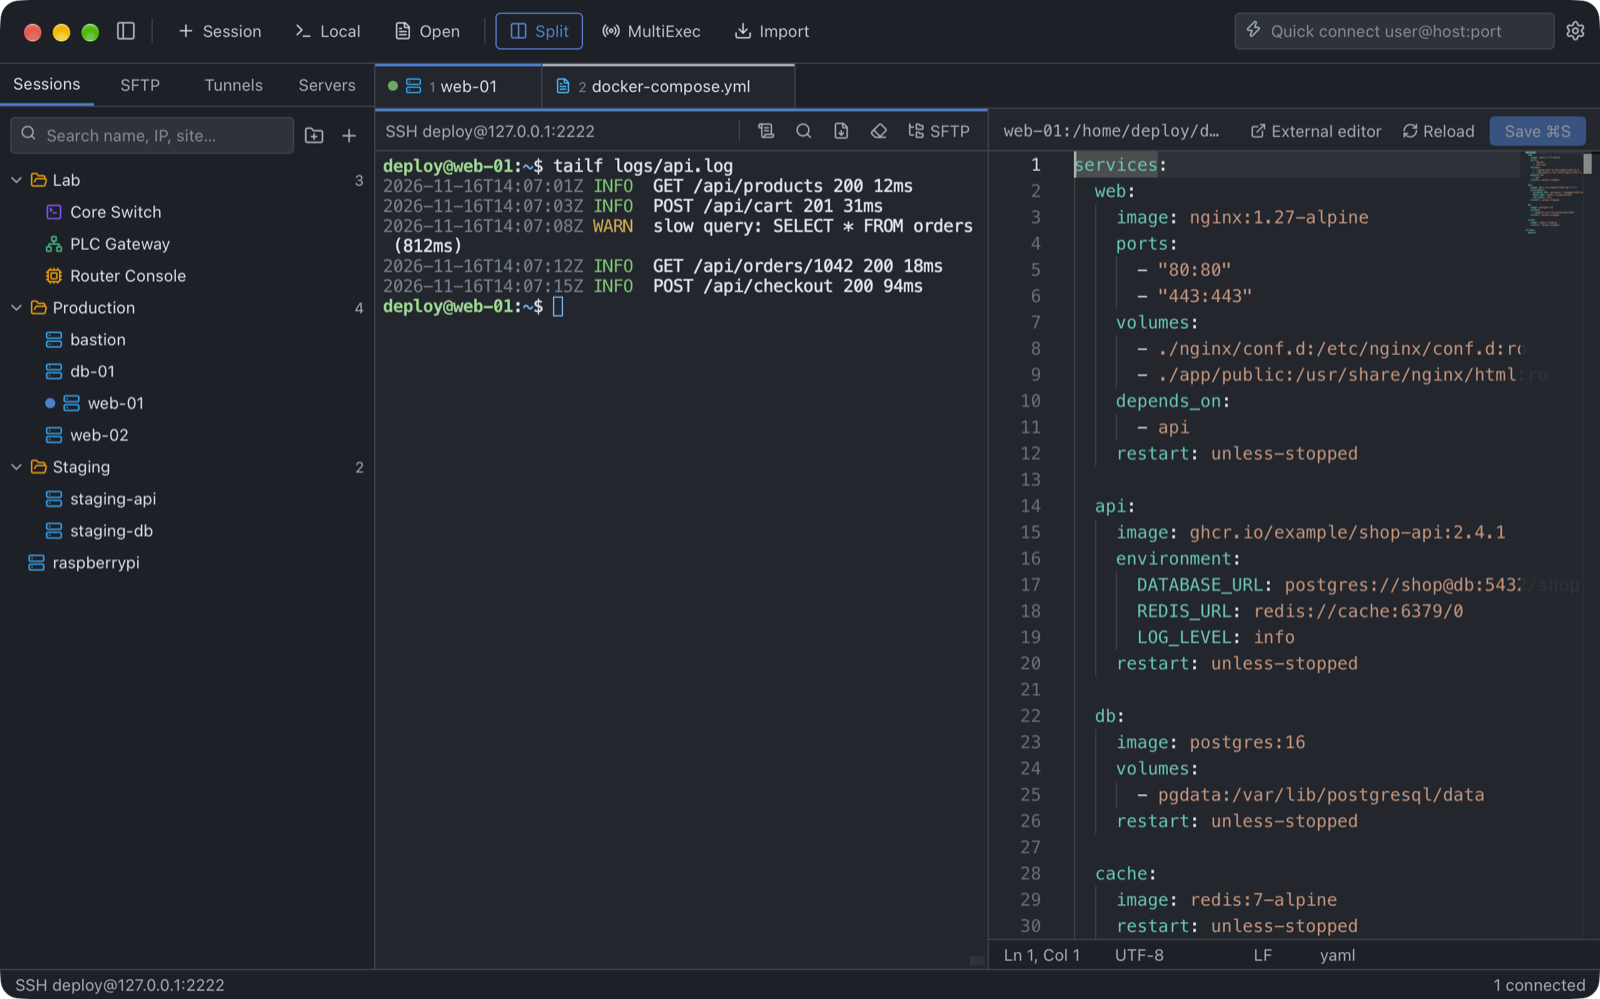 Session
Local
Open
Split
MultiExec
Import
Quick connect user@host:port
Sessions
SFTP
Tunnels
Servers
1 web-01
2 docker-compose.yml
Search name, IP, site...
Lab 3
Core Switch
PLC Gateway
Router Console
Production 4
bastion
db-01
web-01
web-02
Staging 2
staging-api
staging-db
raspberrypi
SSH deploy@127.0.0.1:2222
SFTP
deploy@web-01:~$ tailf logs/api.log
2026-11-16T14:07:01Z INFO  GET /api/products 200 12ms
2026-11-16T14:07:03Z INFO  POST /api/cart 201 31ms
2026-11-16T14:07:08Z WARN  slow query: SELECT * FROM orders
(812ms)
2026-11-16T14:07:12Z INFO  GET /api/orders/1042 200 18ms
2026-11-16T14:07:15Z INFO  POST /api/checkout 200 94ms
deploy@web-01:~$
web-01:/home/deploy/d...
External editor
Reload
Save ⌘S
1 services:
2   web:
3     image: nginx:1.27-alpine
4     ports:
5       - "80:80"
6       - "443:443"
7     volumes:
8       - ./nginx/conf.d:/etc/nginx/conf.d:ro
9       - ./app/public:/usr/share/nginx/html:ro
10     depends_on:
11       - api
12     restart: unless-stopped
13
14   api:
15     image: ghcr.io/example/shop-api:2.4.1
16     environment:
17       DATABASE_URL: postgres://shop@db:5432/shop
18       REDIS_URL: redis://cache:6379/0
19       LOG_LEVEL: info
20     restart: unless-stopped
21
22   db:
23     image: postgres:16
24     volumes:
25       - pgdata:/var/lib/postgresql/data
26     restart: unless-stopped
27
28   cache:
29     image: redis:7-alpine
30     restart: unless-stopped
Ln 1, Col 1
UTF-8
LF
yaml
SSH deploy@127.0.0.1:2222
1 connected